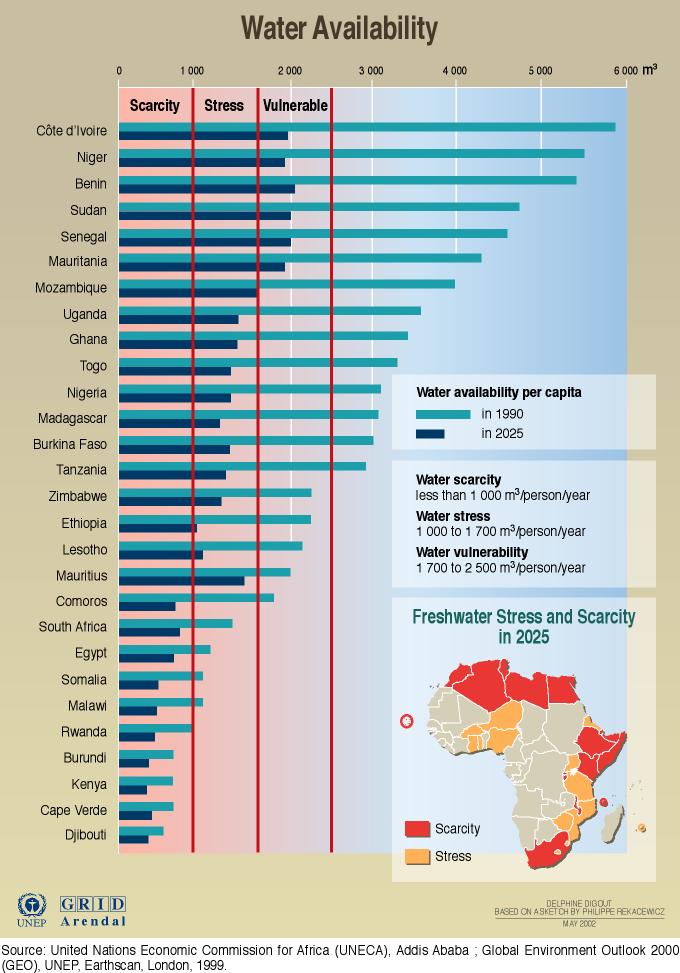 Water Availability
0 1 000 2 000 3 000 4 000 5 000 6 000 m³
Scarcity Stress Vulnerable
Côte d'Ivoire
Niger
Benin
Sudan
Senegal
Mauritania
Mozambique
Uganda
Ghana
Togo
Nigeria
Madagascar
Burkina Faso
Tanzania
Zimbabwe
Ethiopia
Lesotho
Mauritius
Comoros
South Africa
Egypt
Somalia
Malawi
Rwanda
Burundi
Kenya
Cape Verde
Djibouti
Water availability per capita
in 1990
in 2025
Water scarcity
less than 1 000 m³/person/year
Water stress
1 000 to 1 700 m³/person/year
Water vulnerability
1 700 to 2 500 m³/person/year
Freshwater Stress and Scarcity
in 2025
Scarcity
Stress
UNEP
GRID
Arendal
DELPHINE DIGOUT
BASED ON A SKETCH BY PHILIPPE REKACEWICZ
MAY 2002
Source: United Nations Economic Commission for Africa (UNECA), Addis Ababa ; Global Environment Outlook 2000
(GEO), UNEP, Earthscan, London, 1999.